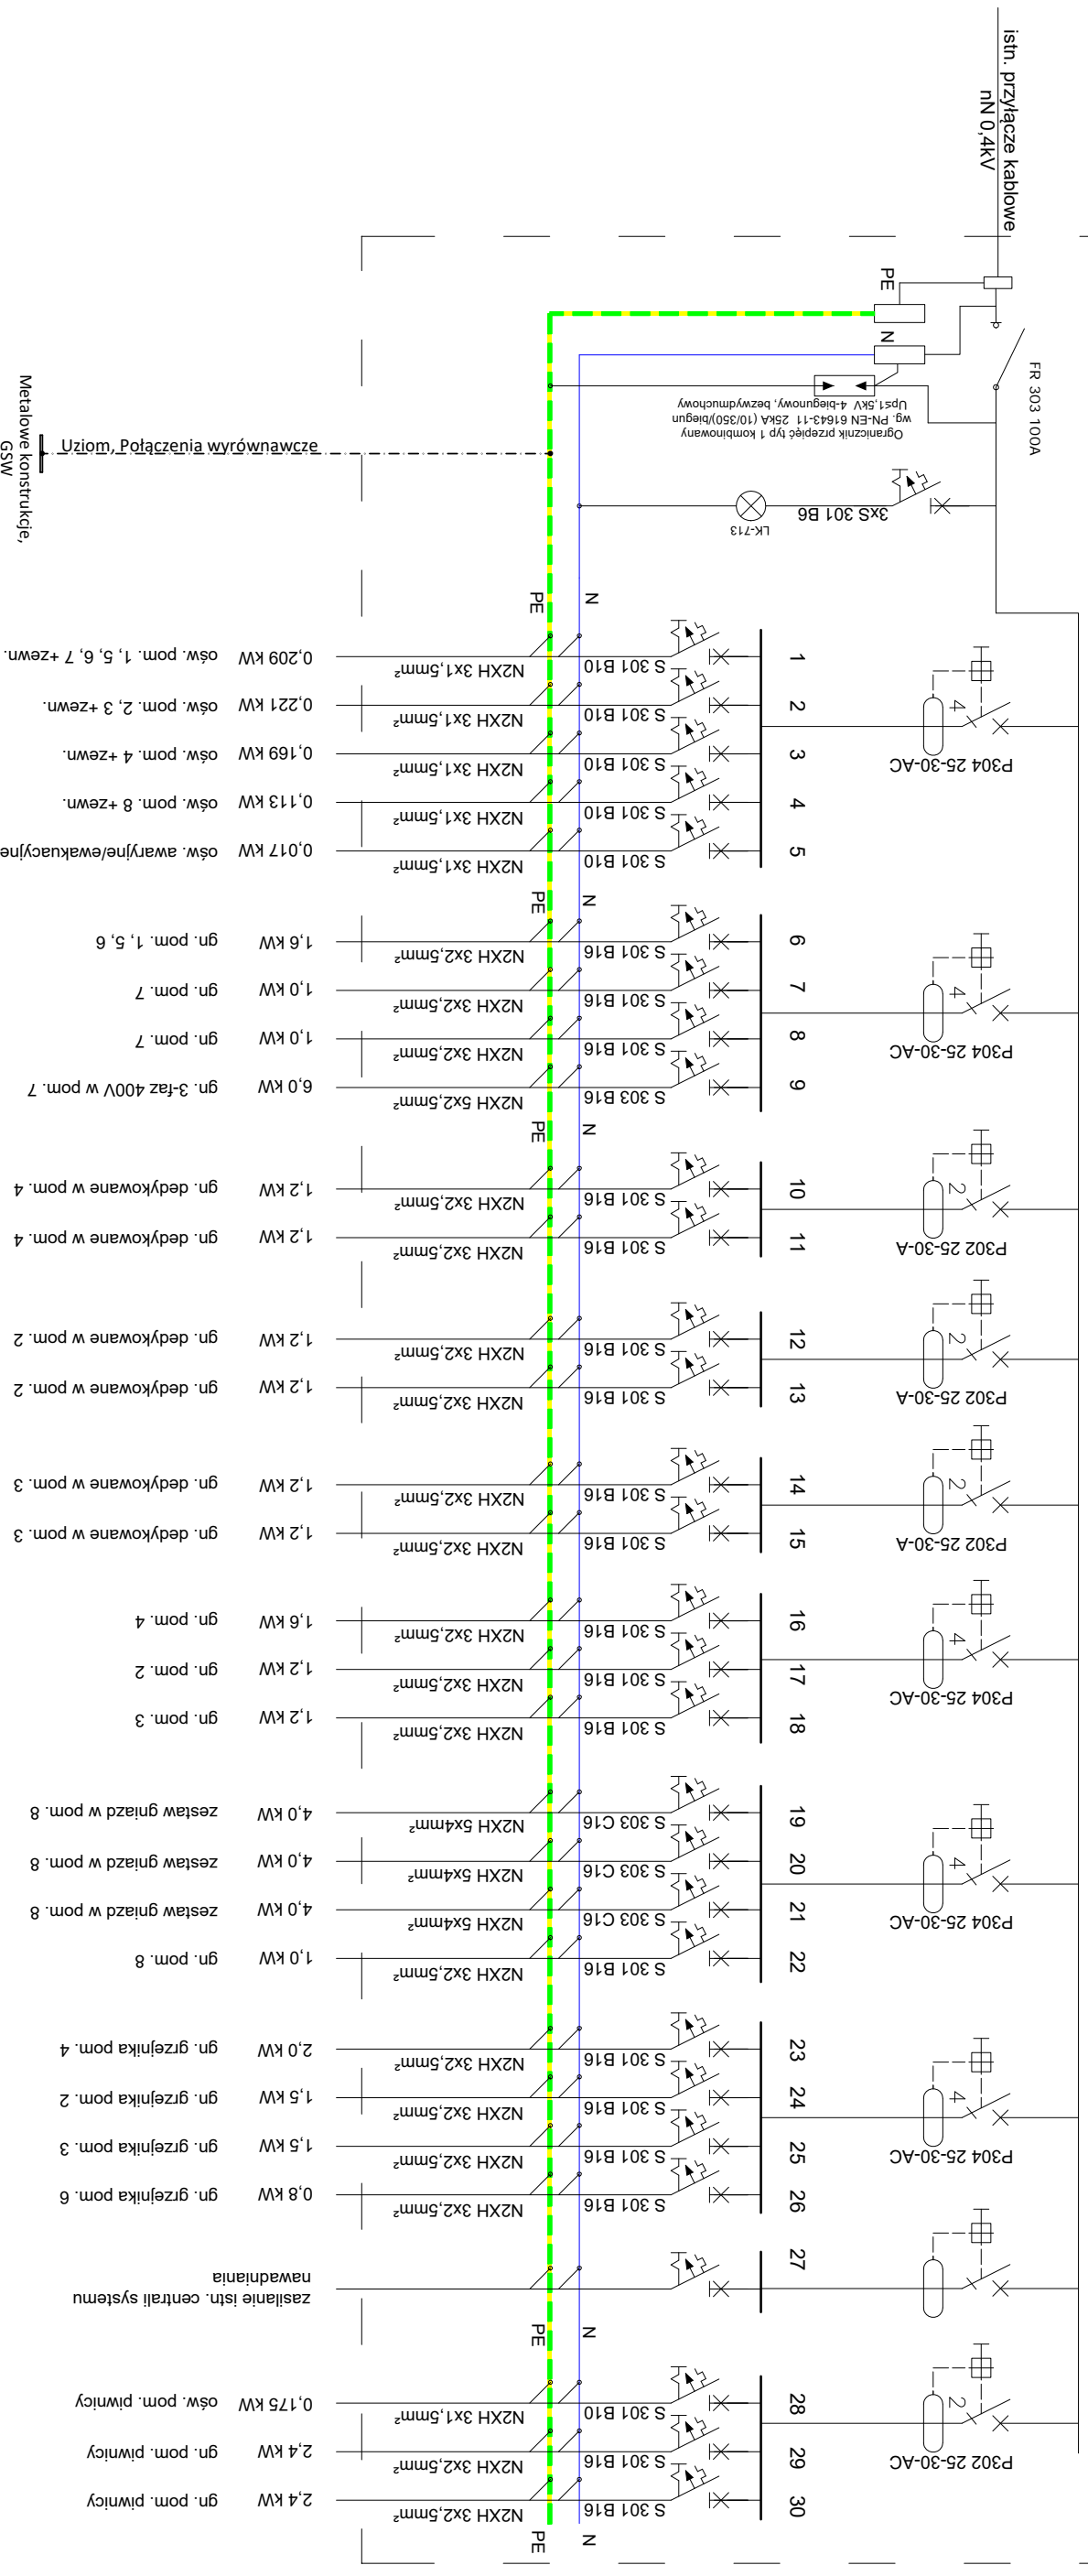 istn. przyłącze kablowe
nN 0,4kV
FR 303 100A
PE
N
Ogranicznik przepięć typ 1 kombinowany
wg. PN-EN 61643-11 25kA (10/350)/biegun
Up≤1,5kV 4-biegunowy, bezwydmuchowy
Uziom, Połączenia wyrównawcze
Metalowe konstrukcje,
GSW
3xS 301 B6
LK-713
N
PE
P304 25-30-AC
4
1
S 301 B10
N2XH 3x1,5mm²
0,209 kW
ośw. pom. 1, 5, 6, 7 +zewn.
2
S 301 B10
N2XH 3x1,5mm²
0,221 kW
ośw. pom. 2, 3 +zewn.
3
S 301 B10
N2XH 3x1,5mm²
0,169 kW
ośw. pom. 4 +zewn.
4
S 301 B10
N2XH 3x1,5mm²
0,113 kW
ośw. pom. 8 +zewn.
5
S 301 B10
N2XH 3x1,5mm²
0,017 kW
ośw. awaryjne/ewakuacyjne
N
PE
P304 25-30-AC
4
6
S 301 B16
N2XH 3x2,5mm²
1,6 kW
gn. pom. 1, 5, 6
7
S 301 B16
N2XH 3x2,5mm²
1,0 kW
gn. pom. 7
8
S 301 B16
N2XH 3x2,5mm²
1,0 kW
gn. pom. 7
9
S 303 B16
N2XH 5x2,5mm²
6,0 kW
gn. 3-faz 400V w pom. 7
N
PE
P302 25-30-A
2
10
S 301 B16
N2XH 3x2,5mm²
1,2 kW
gn. dedykowane w pom. 4
11
S 301 B16
N2XH 3x2,5mm²
1,2 kW
gn. dedykowane w pom. 4
P302 25-30-A
2
12
S 301 B16
N2XH 3x2,5mm²
1,2 kW
gn. dedykowane w pom. 2
13
S 301 B16
N2XH 3x2,5mm²
1,2 kW
gn. dedykowane w pom. 2
P302 25-30-A
2
14
S 301 B16
N2XH 3x2,5mm²
1,2 kW
gn. dedykowane w pom. 3
15
S 301 B16
N2XH 3x2,5mm²
1,2 kW
gn. dedykowane w pom. 3
P304 25-30-AC
4
16
S 301 B16
N2XH 3x2,5mm²
1,6 kW
gn. pom. 4
17
S 301 B16
N2XH 3x2,5mm²
1,2 kW
gn. pom. 2
18
S 301 B16
N2XH 3x2,5mm²
1,2 kW
gn. pom. 3
P304 25-30-AC
4
19
S 303 C16
N2XH 5x4mm²
4,0 kW
zestaw gniazd w pom. 8
20
S 303 C16
N2XH 5x4mm²
4,0 kW
zestaw gniazd w pom. 8
21
S 303 C16
N2XH 5x4mm²
4,0 kW
zestaw gniazd w pom. 8
22
S 301 B16
N2XH 3x2,5mm²
1,0 kW
gn. pom. 8
P304 25-30-AC
4
23
S 301 B16
N2XH 3x2,5mm²
2,0 kW
gn. grzejnika pom. 4
24
S 301 B16
N2XH 3x2,5mm²
1,5 kW
gn. grzejnika pom. 2
25
S 301 B16
N2XH 3x2,5mm²
1,5 kW
gn. grzejnika pom. 3
26
S 301 B16
N2XH 3x2,5mm²
0,8 kW
gn. grzejnika pom. 6
27
zasilanie istn. centrali systemu
nawadniania
N
PE
P302 25-30-AC
2
28
S 301 B10
N2XH 3x1,5mm²
0,175 kW
ośw. pom. piwnicy
29
S 301 B16
N2XH 3x2,5mm²
2,4 kW
gn. pom. piwnicy
30
S 301 B16
N2XH 3x2,5mm²
2,4 kW
gn. pom. piwnicy
N
PE